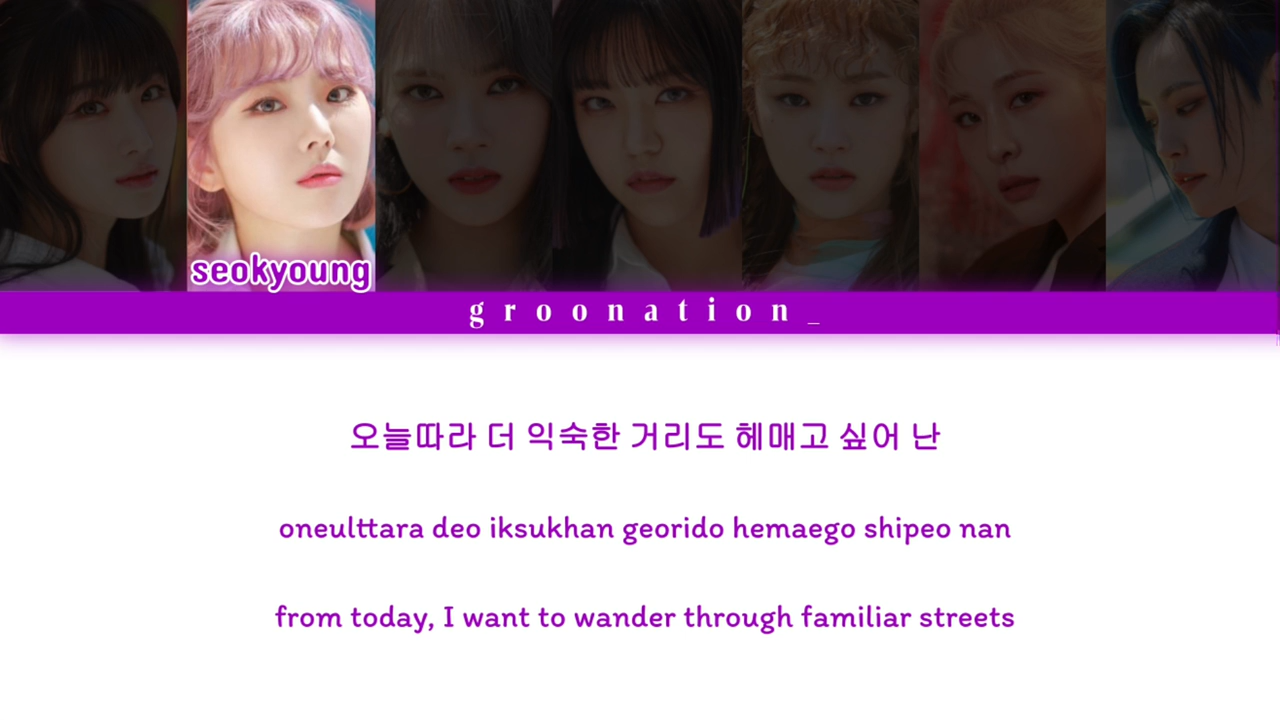 seokyoung
groonation_
오늘따라 더 익숙한 거리도 헤매고 싶어 난
oneulttara deo iksukhan georido hemaego shipeo nan
from today, I want to wander through familiar streets